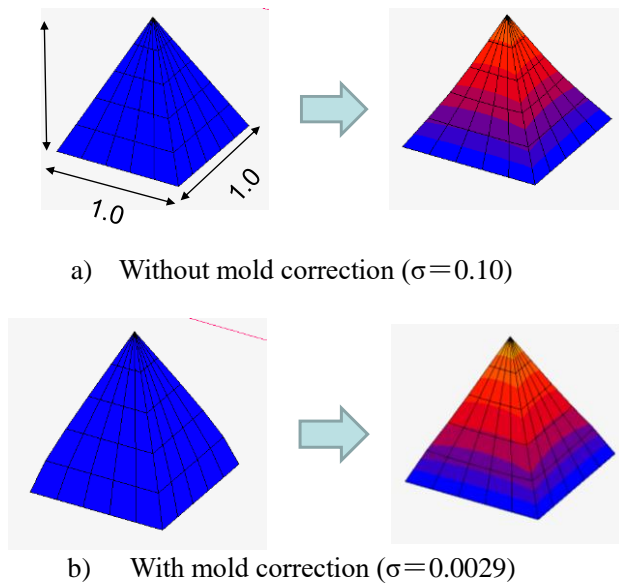 1.0
1.0
a) Without mold correction (σ＝0.10)
b) With mold correction (σ＝0.0029)